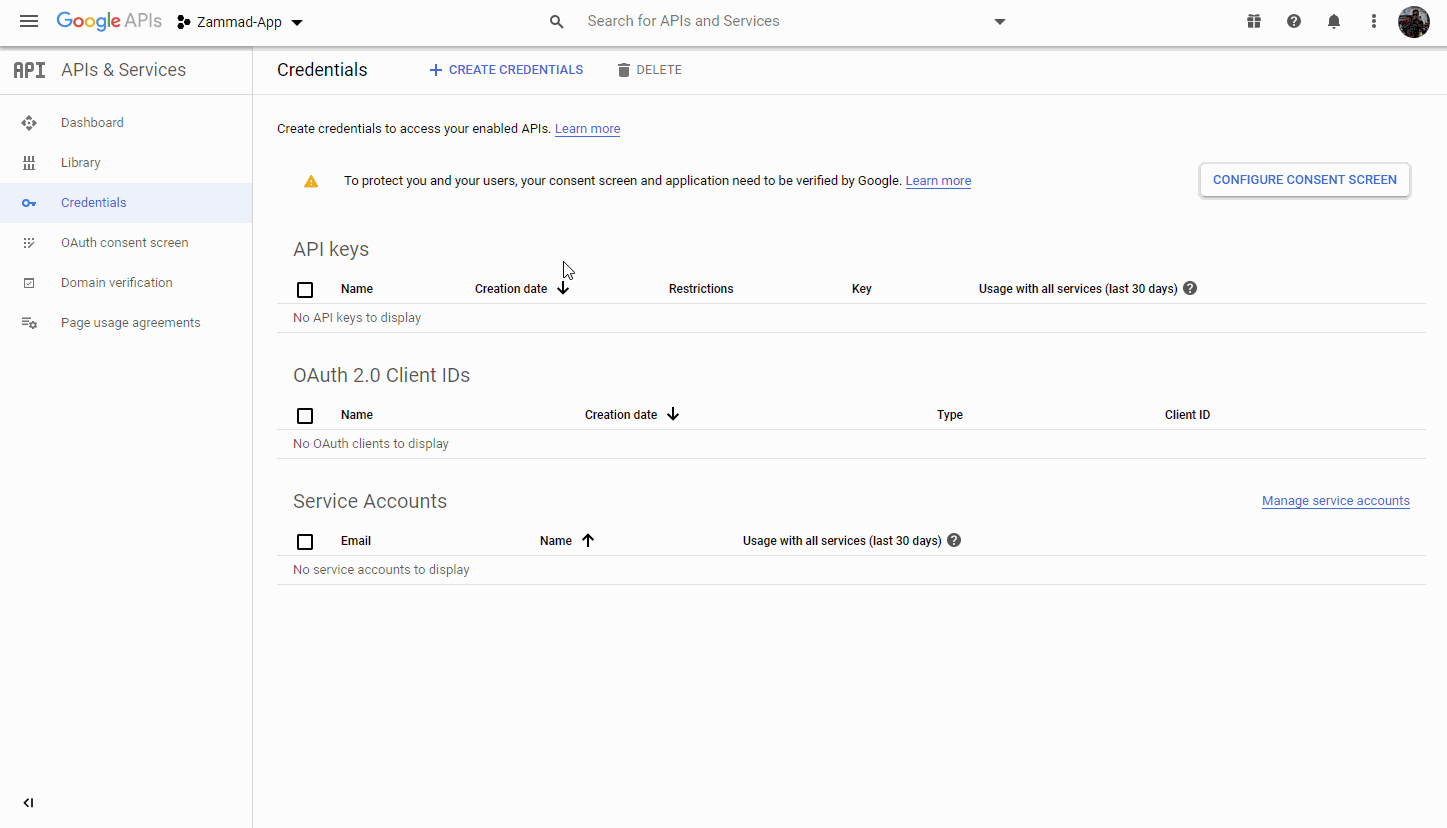 Google APIs
Zammad-App
Search for APIs and Services
API
APIs & Services
Credentials
CREATE CREDENTIALS
DELETE
Dashboard
Library
Credentials
OAuth consent screen
Domain verification
Page usage agreements
Create credentials to access your enabled APIs. Learn more
To protect you and your users, your consent screen and application need to be verified by Google. Learn more
CONFIGURE CONSENT SCREEN
API keys
Name Creation date Restrictions Key Usage with all services (last 30 days)
No API keys to display
OAuth 2.0 Client IDs
Name Creation date Type Client ID
No OAuth clients to display
Service Accounts
Manage service accounts
Email Name Usage with all services (last 30 days)
No service accounts to display